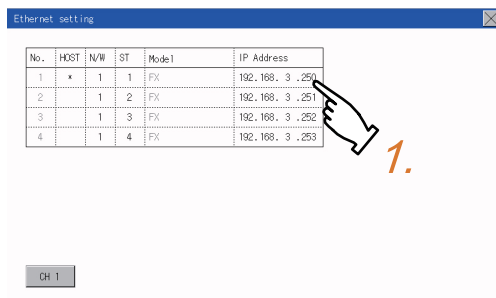 Ethernet setting
No. HOST N/W ST Model IP Address
1 * 1 1 FX 192.168. 3 .250
2 1 2 FX 192.168. 3 .251
3 1 3 FX 192.168. 3 .252
4 1 4 FX 192.168. 3 .253
1.
CH 1